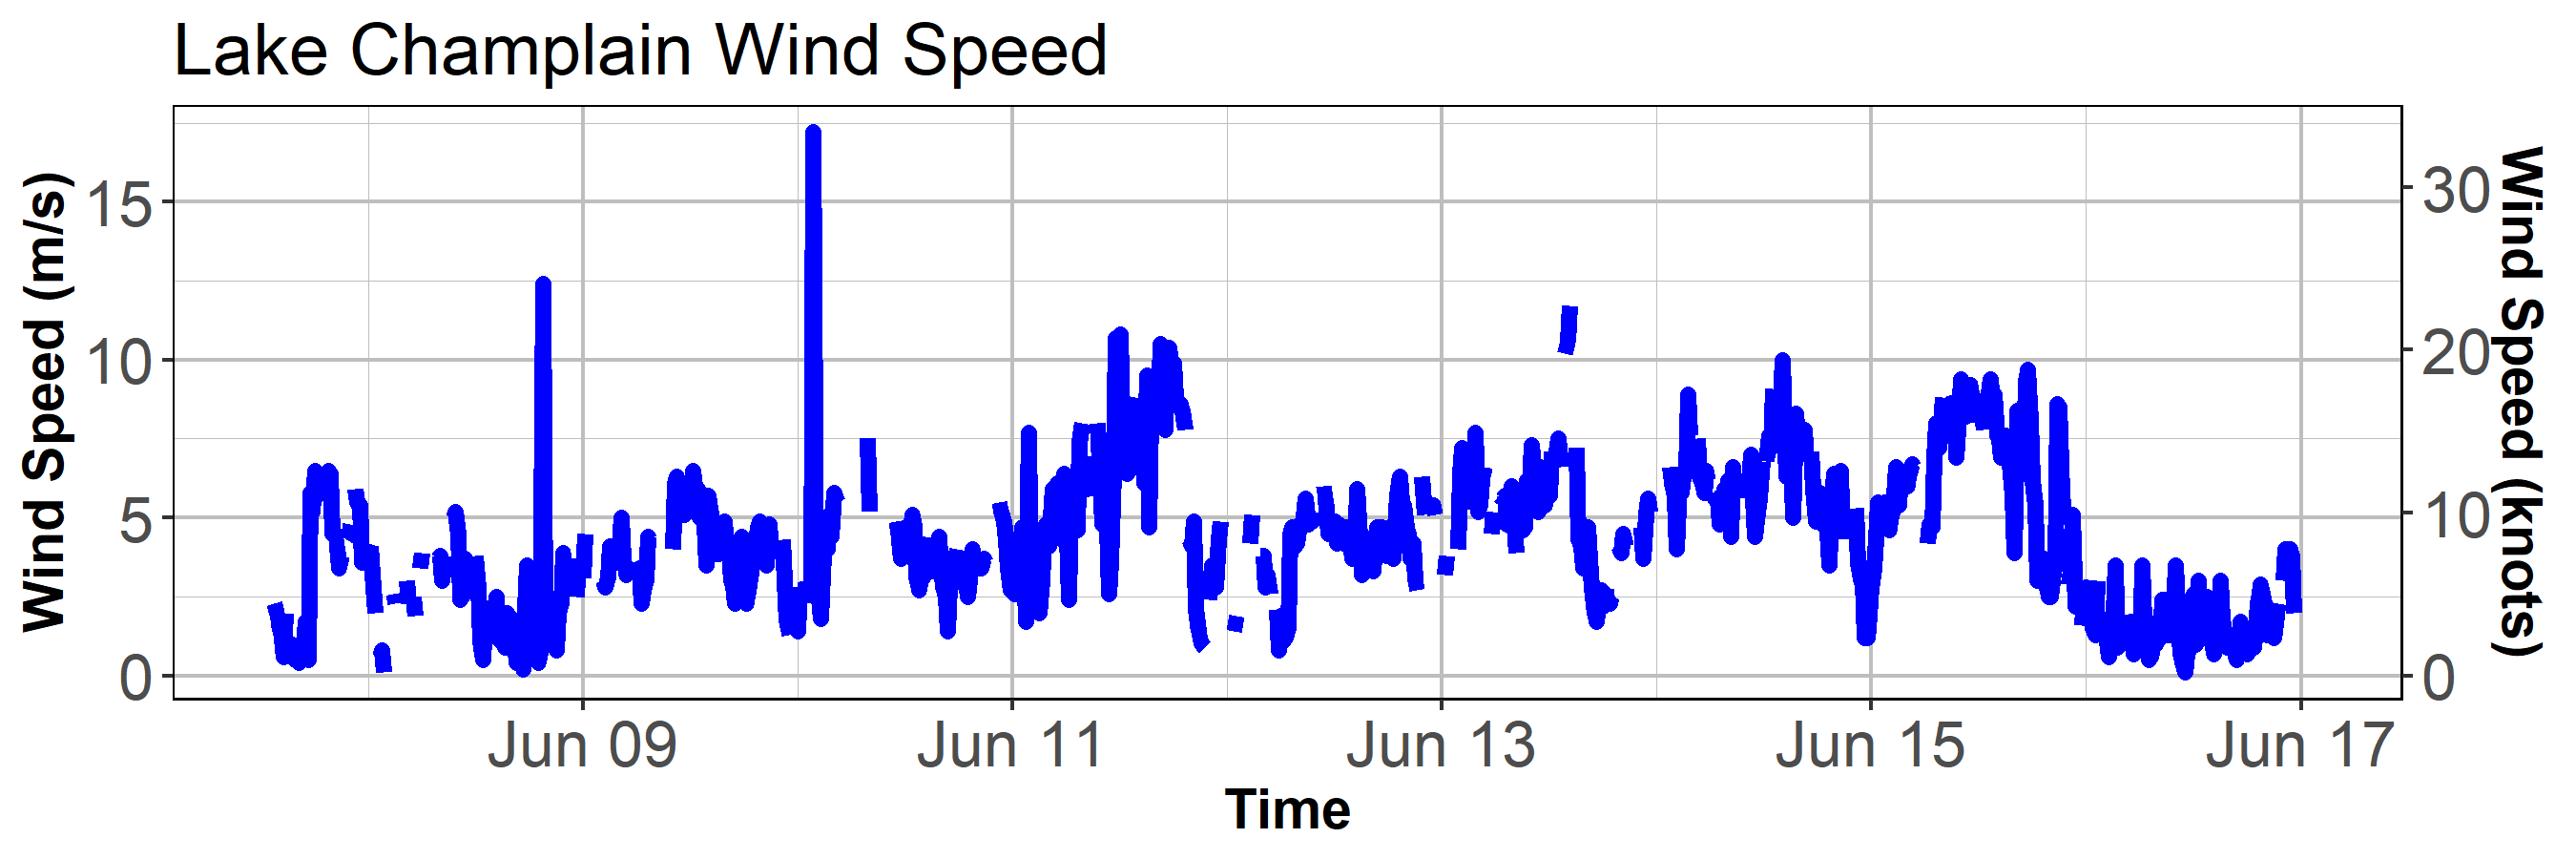 Lake Champlain Wind Speed
Wind Speed (m/s)
15
10
5
0
30
20
10
0
Wind Speed (knots)
Jun 09
Jun 11
Jun 13
Jun 15
Jun 17
Time